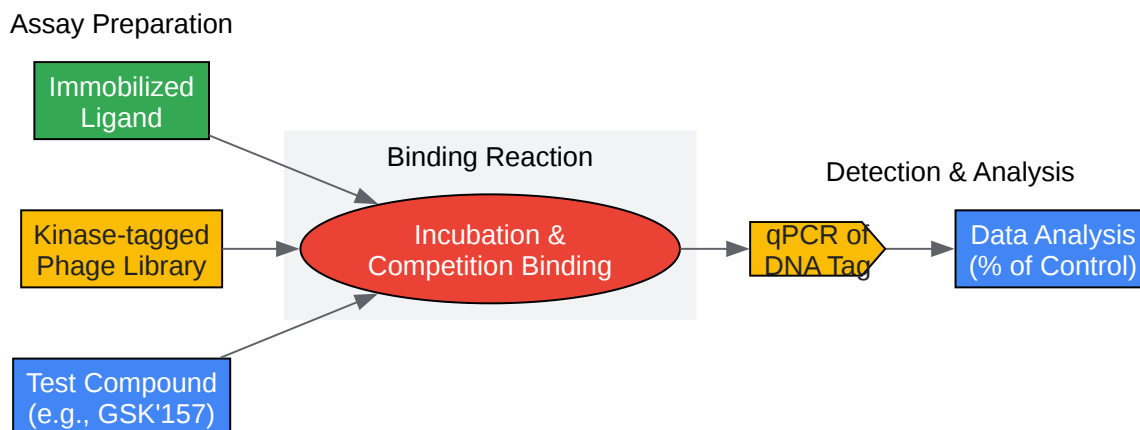 Assay Preparation
Immobilized
Ligand
Binding Reaction
Detection & Analysis
Kinase-tagged
Phage Library
Incubation &
Competition Binding
qPCR of
DNA Tag
Data Analysis
(% of Control)
Test Compound
(e.g., GSK'157)